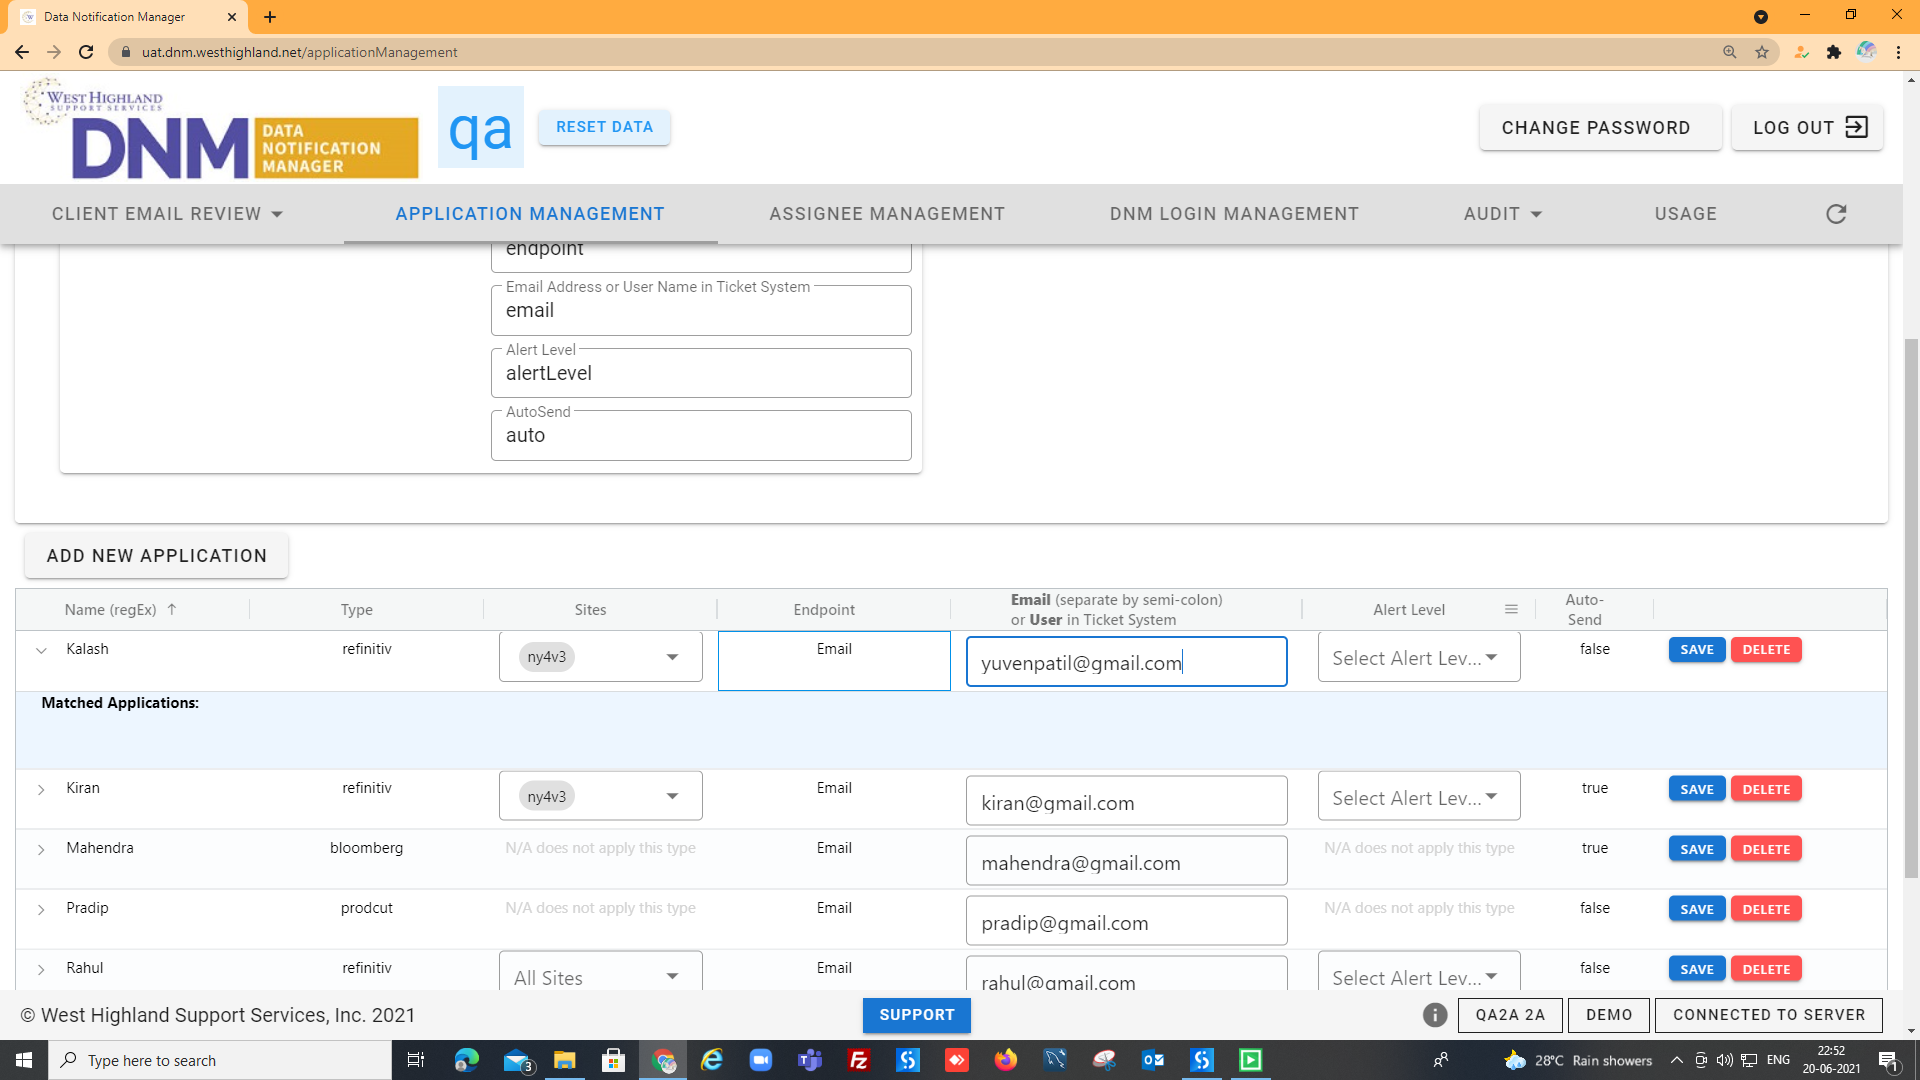 Data Notification Manager
uat.dnm.westhighland.net/applicationManagement
WEST HIGHLAND
SUPPORT SERVICES
DNM DATA NOTIFICATION MANAGER
qa
RESET DATA
CHANGE PASSWORD
LOG OUT
CLIENT EMAIL REVIEW
APPLICATION MANAGEMENT
ASSIGNEE MANAGEMENT
DNM LOGIN MANAGEMENT
AUDIT
USAGE
endpoint
Email Address or User Name in Ticket System
email
Alert Level
alertLevel
AutoSend
auto
ADD NEW APPLICATION
Name (regEx)
Type
Sites
Endpoint
Email (separate by semi-colon)
or User in Ticket System
Alert Level
Auto-
Send
Kalash refinitiv ny4v3 Email yuvenpatil@gmail.com Select Alert Lev... false SAVE DELETE
Matched Applications:
Kiran refinitiv ny4v3 Email kiran@gmail.com Select Alert Lev... true SAVE DELETE
Mahendra bloomberg N/A does not apply this type Email mahendra@gmail.com N/A does not apply this type true SAVE DELETE
Pradip prodcut N/A does not apply this type Email pradip@gmail.com N/A does not apply this type false SAVE DELETE
Rahul refinitiv All Sites Email rahul@gmail.com Select Alert Lev... false SAVE DELETE
© West Highland Support Services, Inc. 2021
SUPPORT
QA2A 2A
DEMO
CONNECTED TO SERVER
Type here to search
3
28°C Rain showers
ENG
22:52
20-06-2021
1